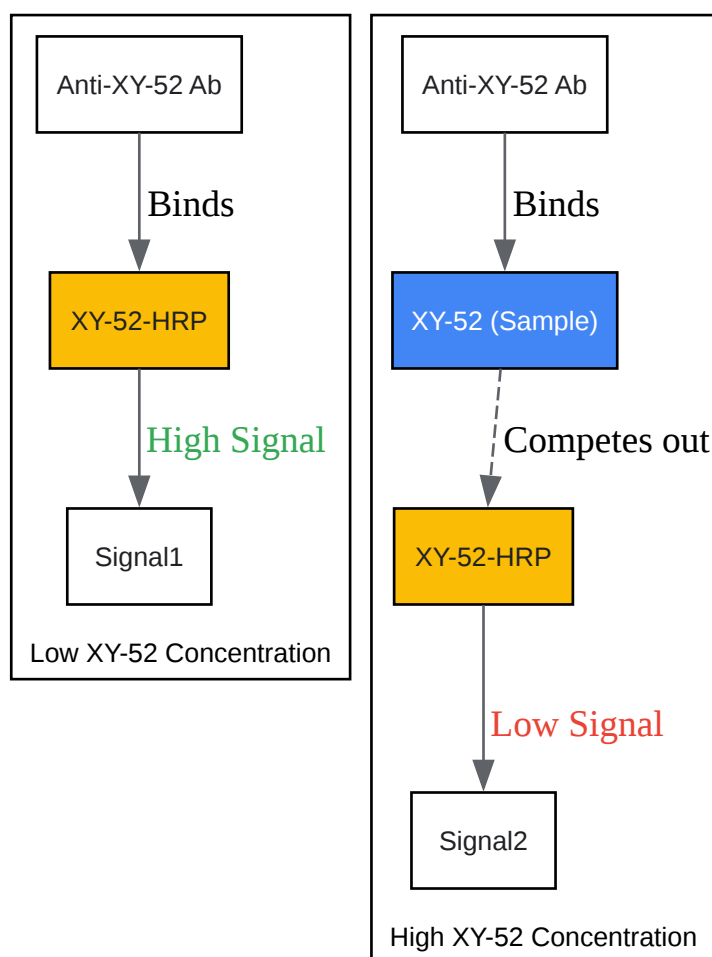 Anti-XY-52 Ab
Binds
XY-52-HRP
High Signal
Signal1
Low XY-52 Concentration
Anti-XY-52 Ab
Binds
XY-52 (Sample)
Competes out
XY-52-HRP
Low Signal
Signal2
High XY-52 Concentration